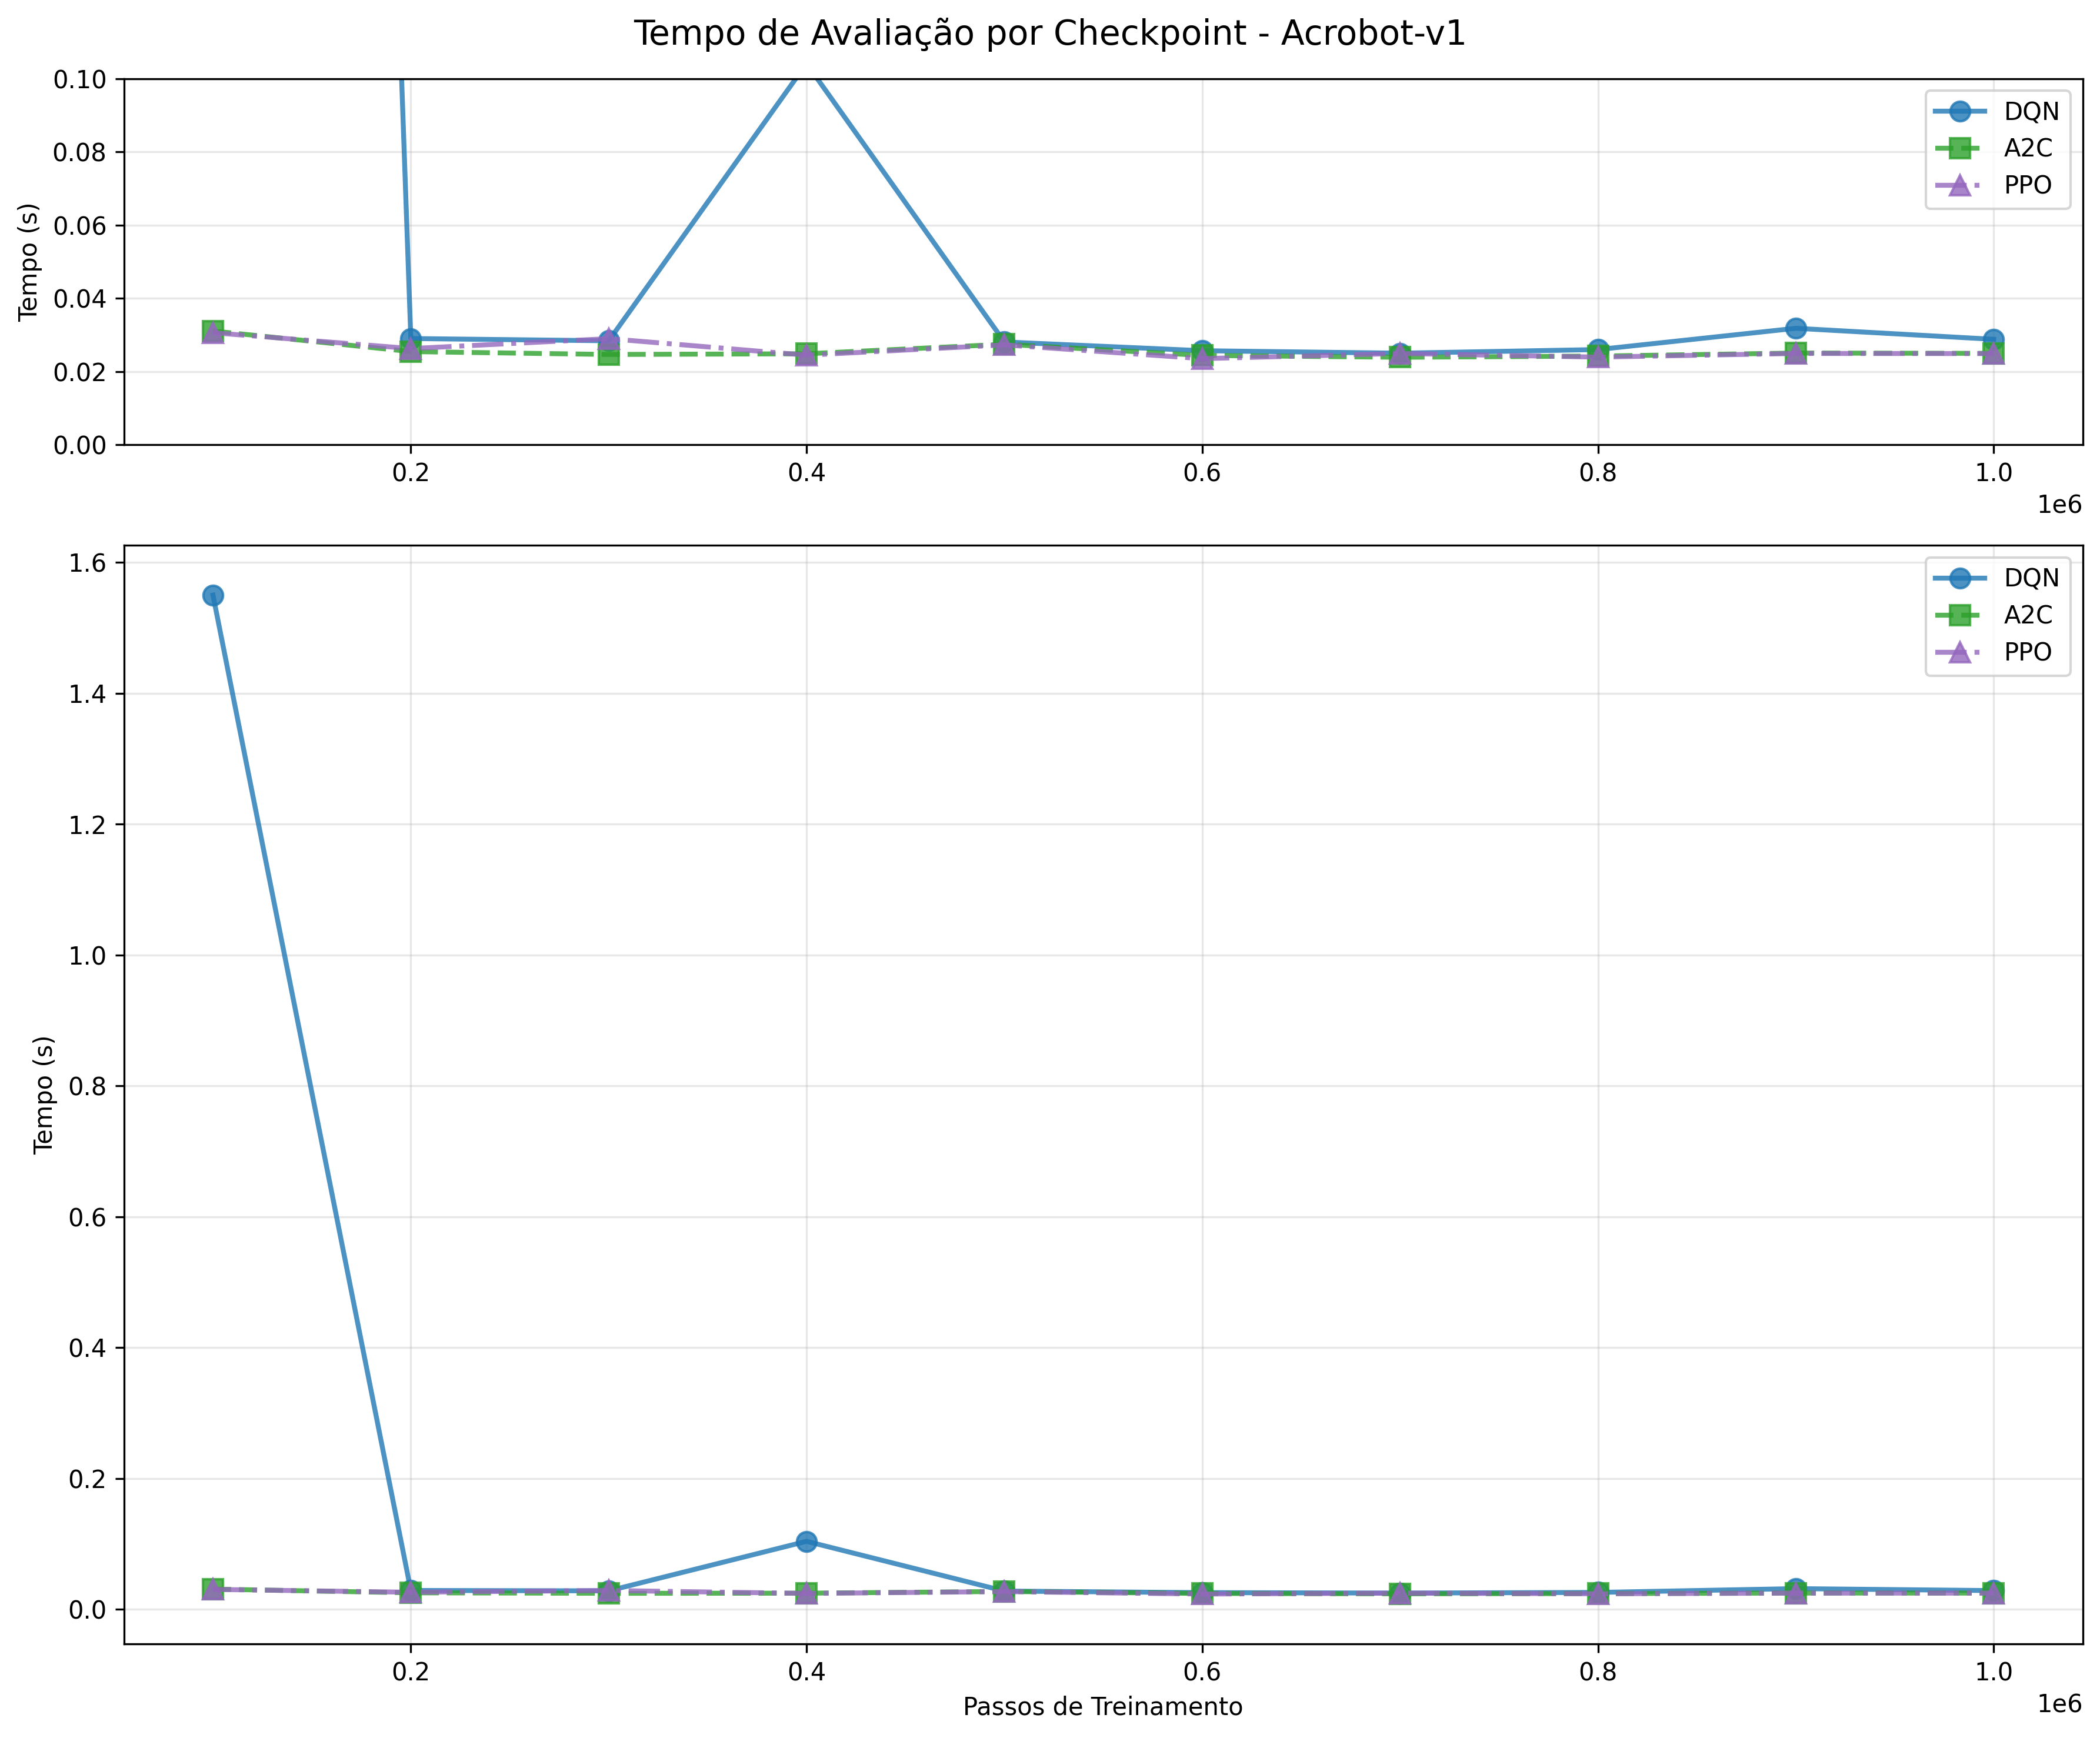 Tempo de Avaliação por Checkpoint - Acrobot-v1
0.10
0.08
0.06
0.04
0.02
0.00
Tempo (s)
DQN
A2C
PPO
0.2 0.4 0.6 0.8 1.0
1e6
1.6
1.4
1.2
1.0
0.8
0.6
0.4
0.2
0.0
Tempo (s)
DQN
A2C
PPO
0.2 0.4 0.6 0.8 1.0
Passos de Treinamento
1e6